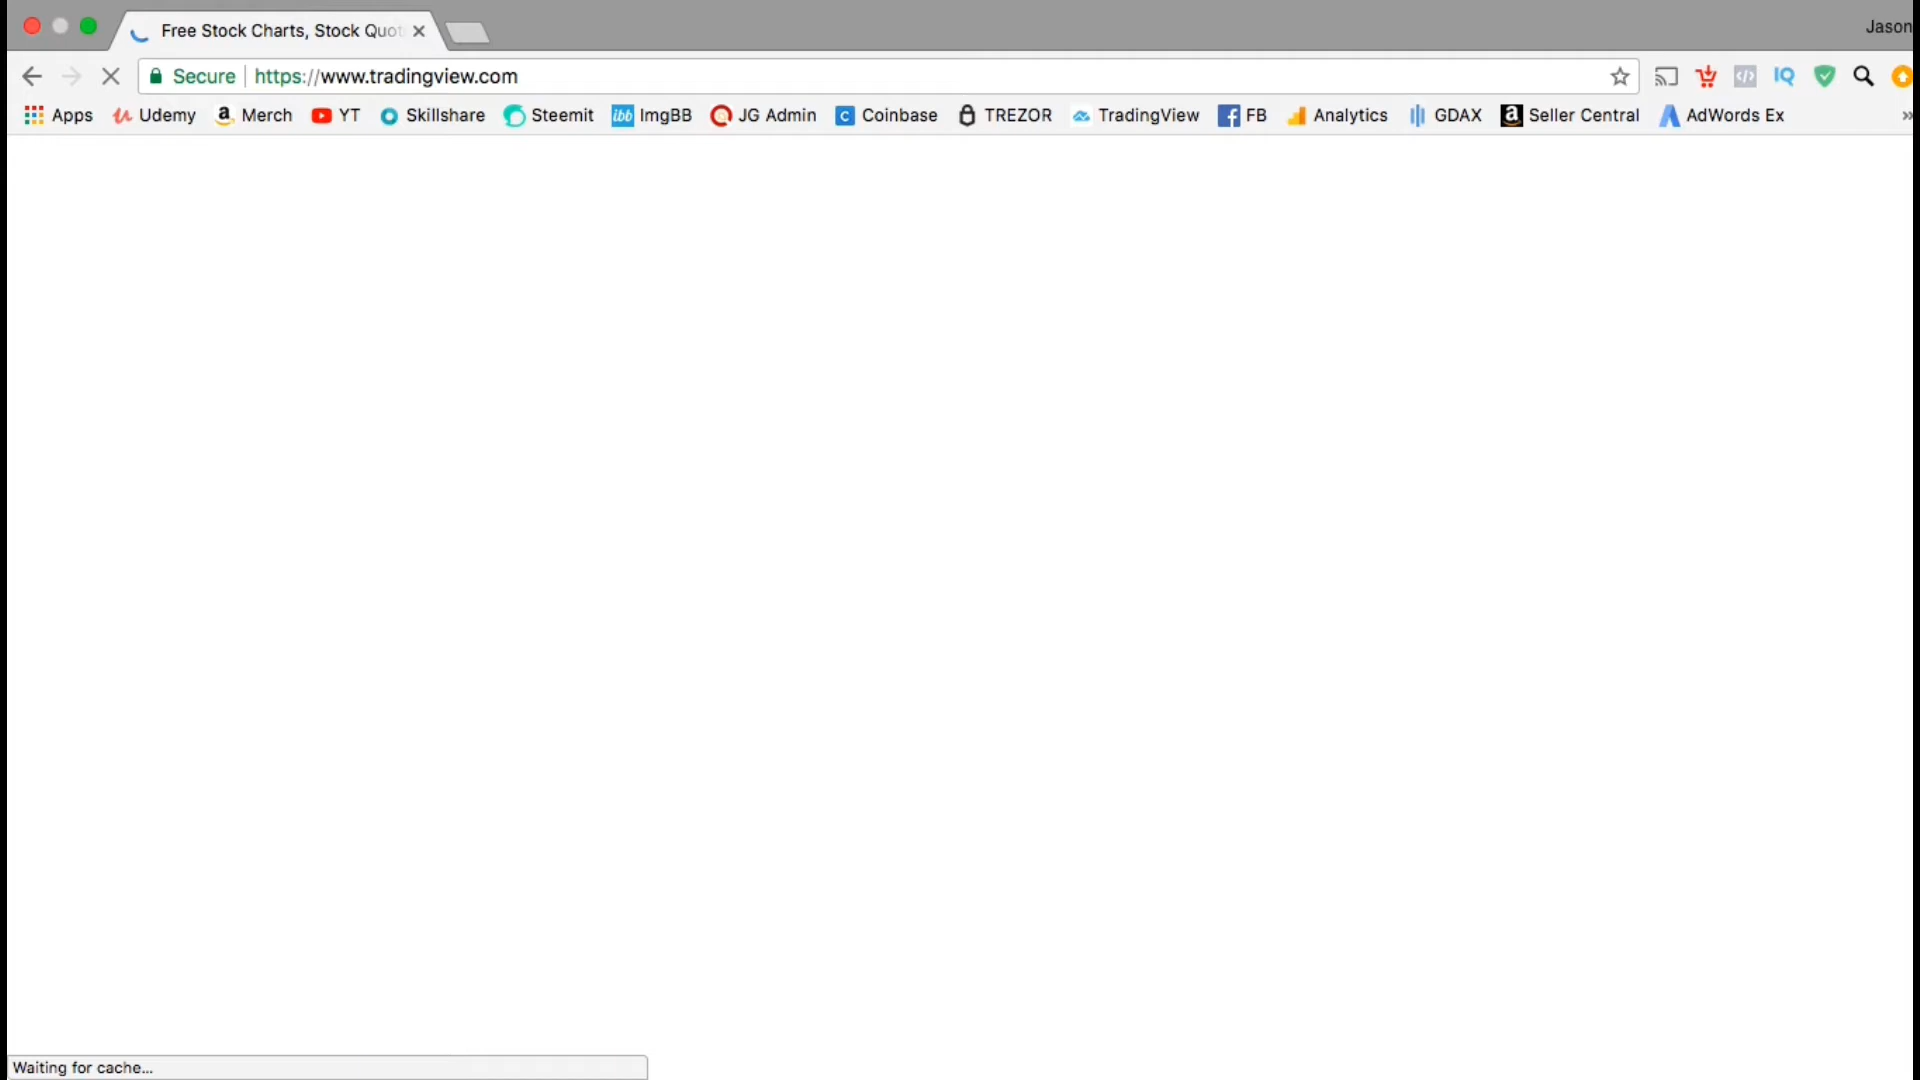 Free Stock Charts, Stock Quot
Jason
Secure https://www.tradingview.com
Apps Udemy Merch YT Skillshare Steemit ImgBB JG Admin Coinbase TREZOR TradingView FB Analytics GDAX Seller Central AdWords Ex »
Waiting for cache...